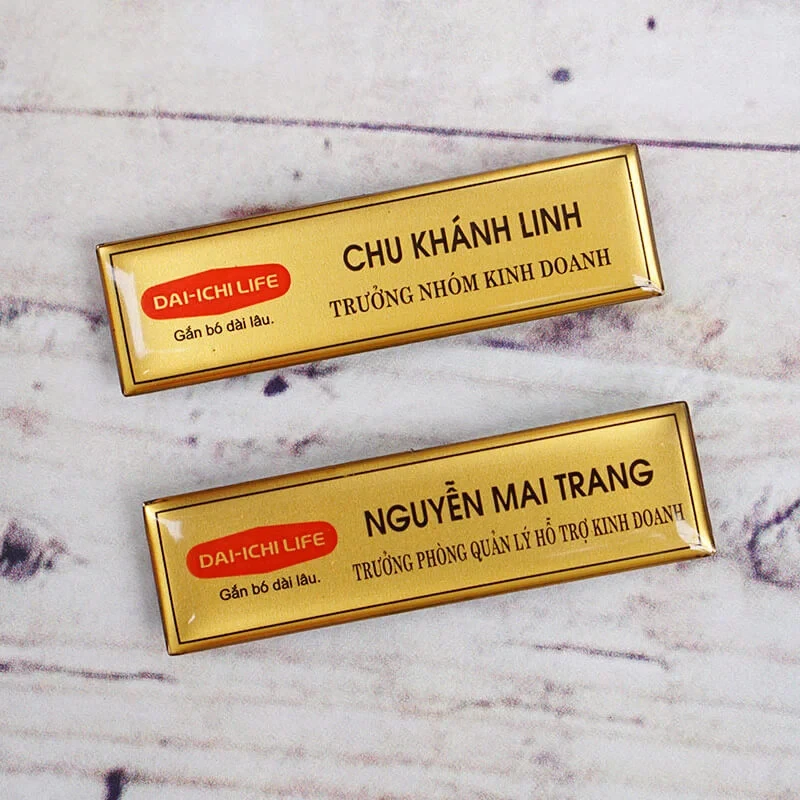 CHU KHÁNH LINH
DAI-ICHI LIFE
TRƯỞNG NHÓM KINH DOANH
Gắn bó dài lâu.
NGUYỄN MAI TRANG
DAI-ICHI LIFE
TRƯỞNG PHÒNG QUẢN LÝ HỖ TRỢ KINH DOANH
Gắn bó dài lâu.